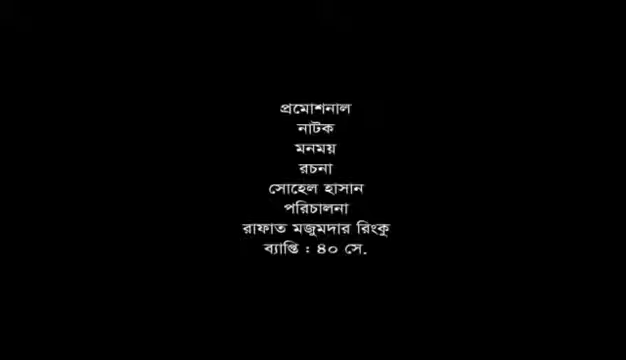 প্রমোশনাল
নাটক
মনময়
রচনা
সোহেল হাসান
পরিচালনা
রাফাত মজুমদার রিংকু
ব্যাপ্তি : ৪০ সে.